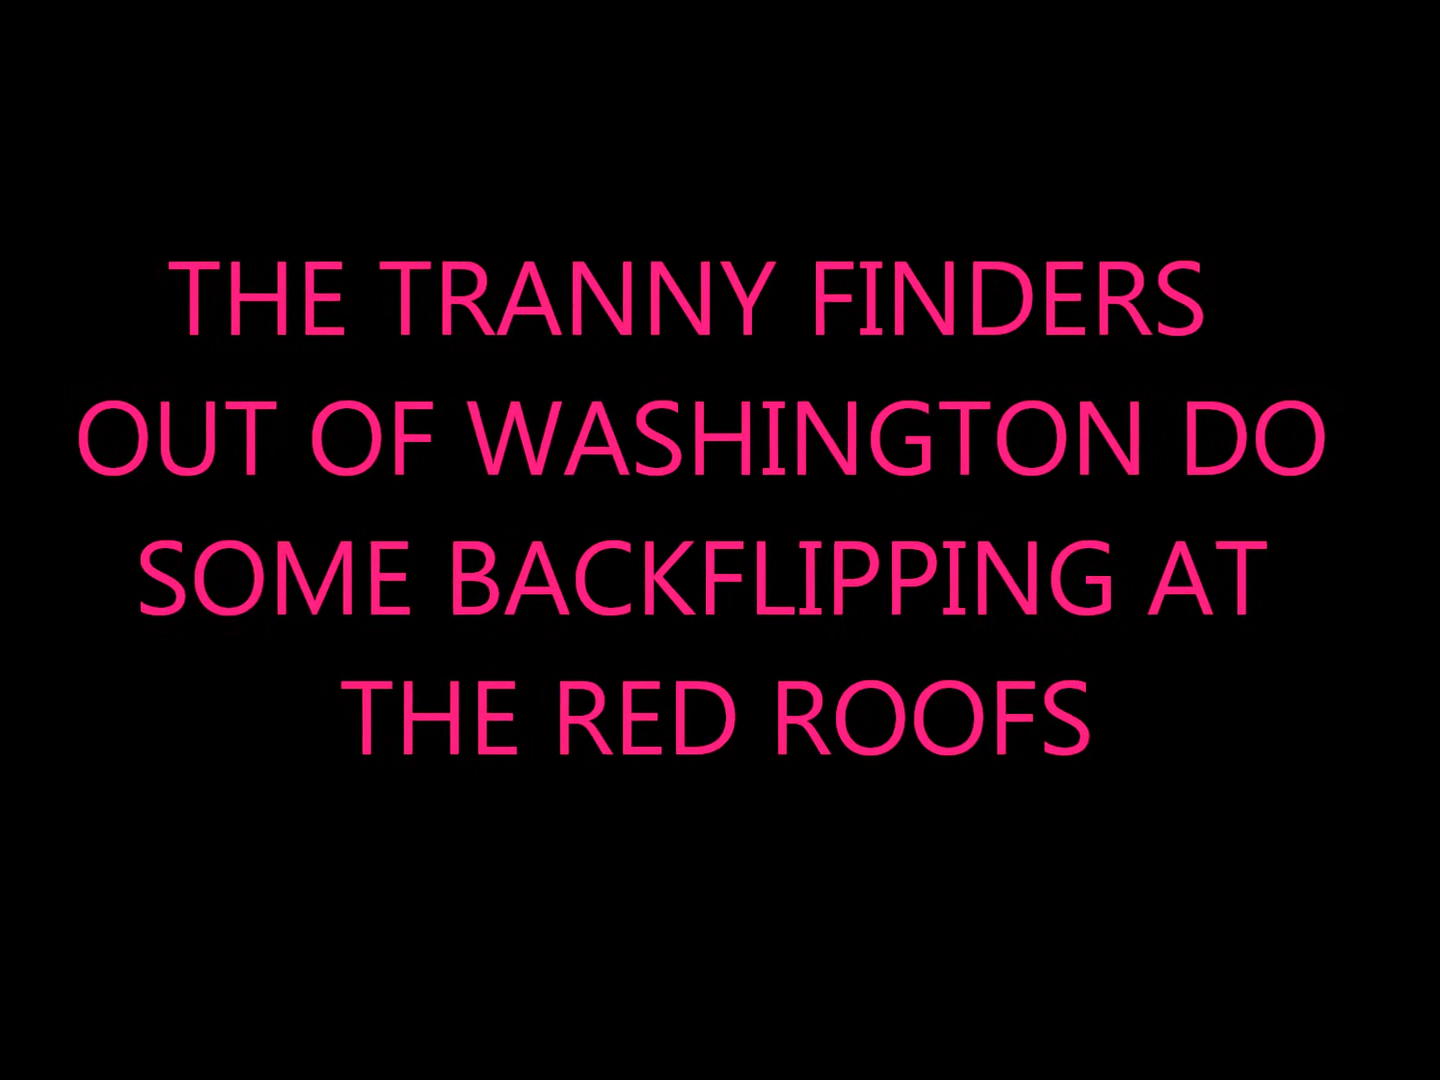 THE TRANNY FINDERS
OUT OF WASHINGTON DO
SOME BACKFLIPPING AT
THE RED ROOFS